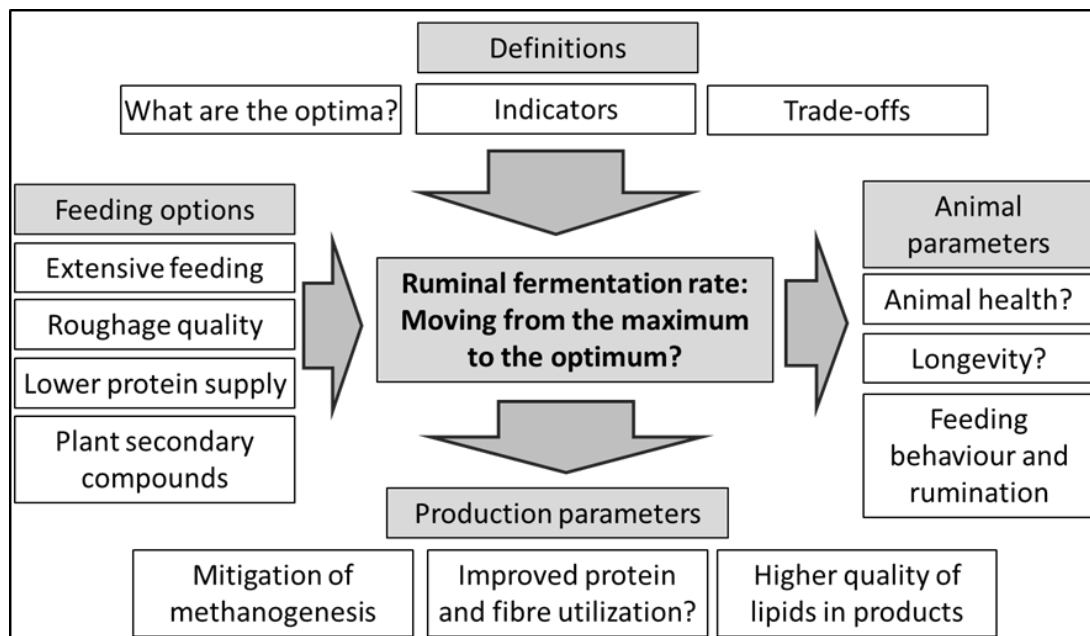 Definitions
What are the optima?
Indicators
Trade-offs
Feeding options
Extensive feeding
Roughage quality
Lower protein supply
Plant secondary
compounds
Ruminal fermentation rate:
Moving from the maximum
to the optimum?
Animal
parameters
Animal health?
Longevity?
Feeding
behaviour and
rumination
Production parameters
Mitigation of
methanogenesis
Improved protein
and fibre utilization?
Higher quality of
lipids in products